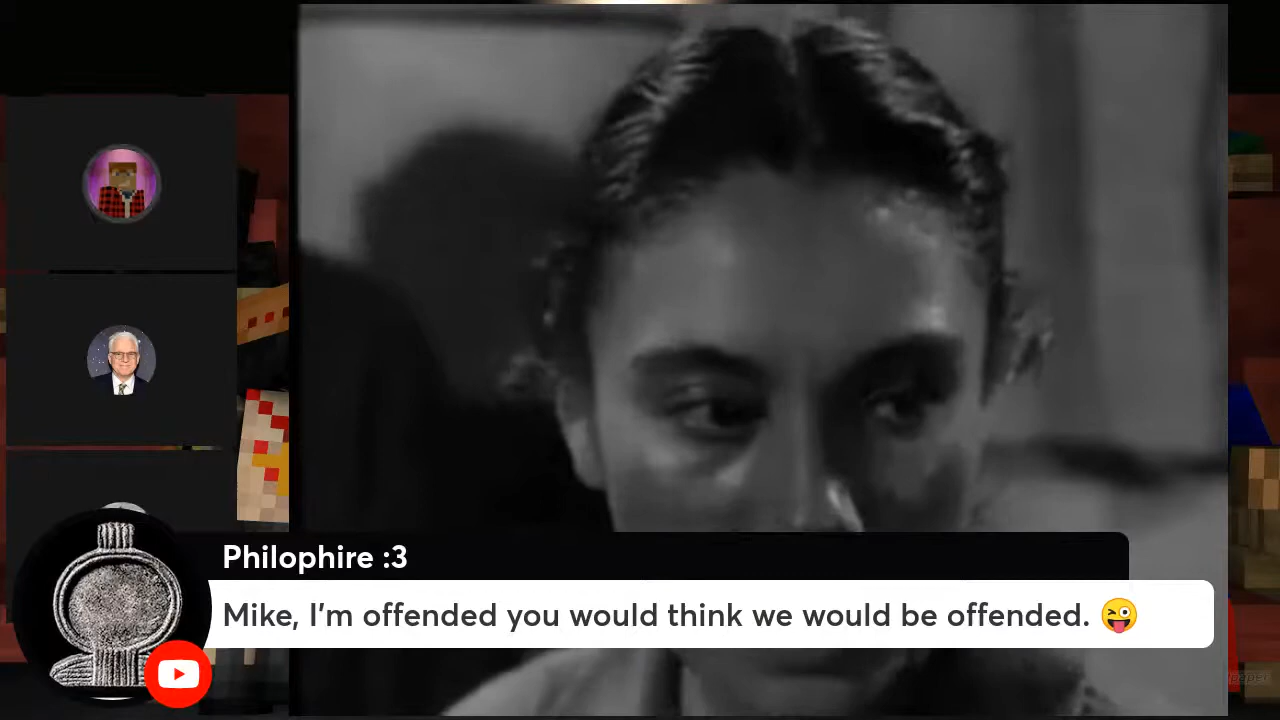 Philophire :3
Mike, I'm offended you would think we would be offended. 😜